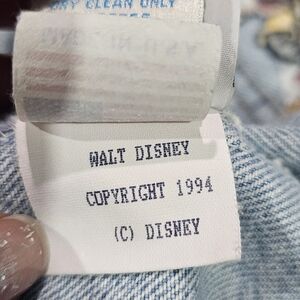 DRY CLEAN ONLY
WALT DISNEY
COPYRIGHT 1994
(C) DISNEY